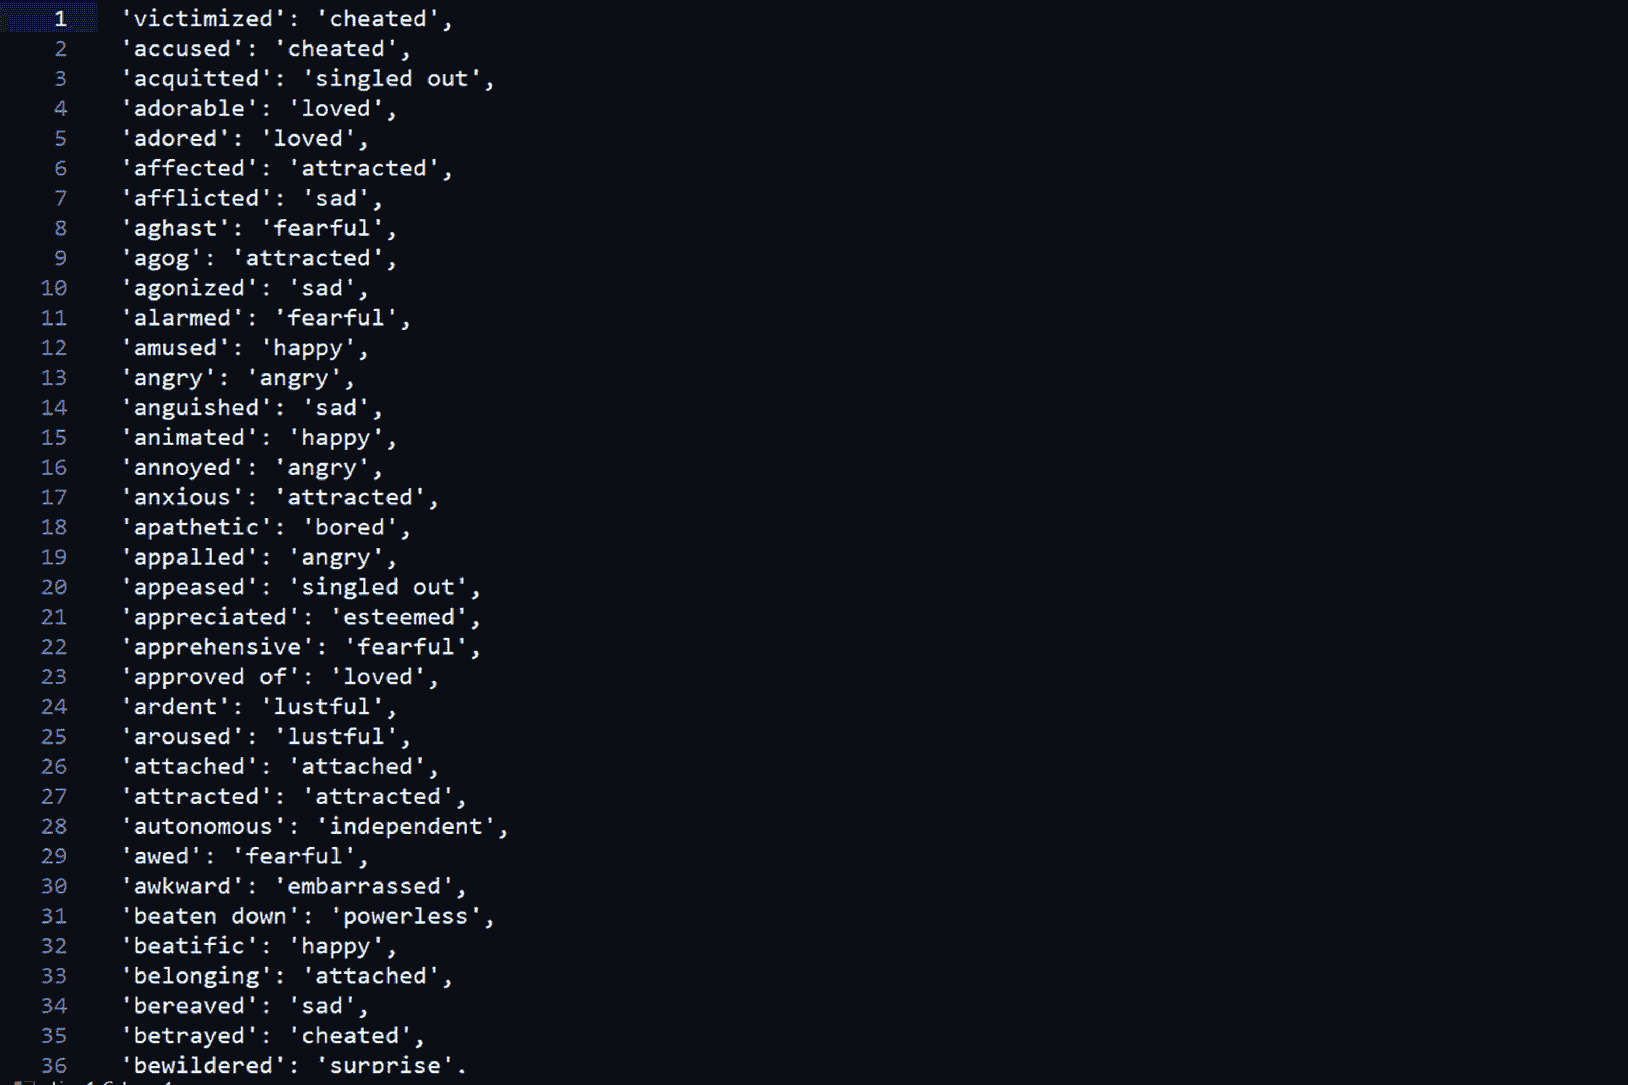 1 'victimized': 'cheated',
2 'accused': 'cheated',
3 'acquitted': 'singled out',
4 'adorable': 'loved',
5 'adored': 'loved',
6 'affected': 'attracted',
7 'afflicted': 'sad',
8 'aghast': 'fearful',
9 'agog': 'attracted',
10 'agonized': 'sad',
11 'alarmed': 'fearful',
12 'amused': 'happy',
13 'angry': 'angry',
14 'anguished': 'sad',
15 'animated': 'happy',
16 'annoyed': 'angry',
17 'anxious': 'attracted',
18 'apathetic': 'bored',
19 'appalled': 'angry',
20 'appeased': 'singled out',
21 'appreciated': 'esteemed',
22 'apprehensive': 'fearful',
23 'approved of': 'loved',
24 'ardent': 'lustful',
25 'aroused': 'lustful',
26 'attached': 'attached',
27 'attracted': 'attracted',
28 'autonomous': 'independent',
29 'awed': 'fearful',
30 'awkward': 'embarrassed',
31 'beaten down': 'powerless',
32 'beatific': 'happy',
33 'belonging': 'attached',
34 'bereaved': 'sad',
35 'betrayed': 'cheated',
36 'bewildered': 'surprise',